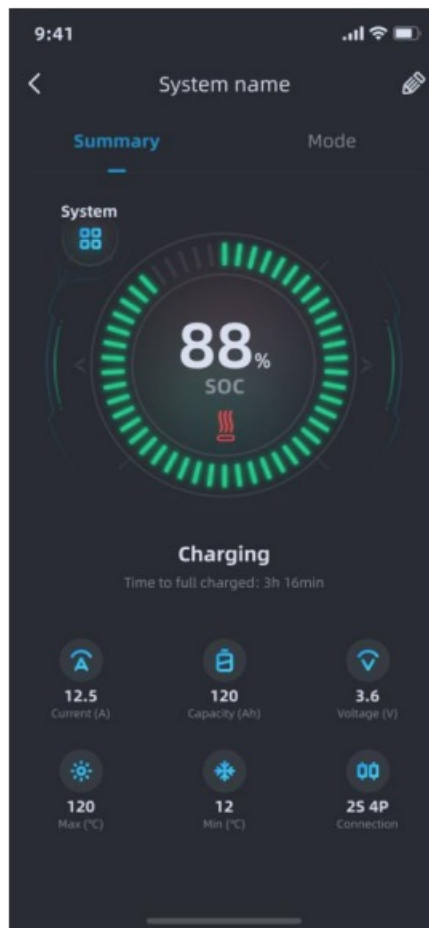 9:41
System name
Summary Mode
System
88%
SOC
Charging
Time to full charged: 3h 16min
12.5 120 3.6
Current (A) Capacity (Ah) Voltage (V)
120 12 2S 4P
Max (°C) Min (°C) Connection